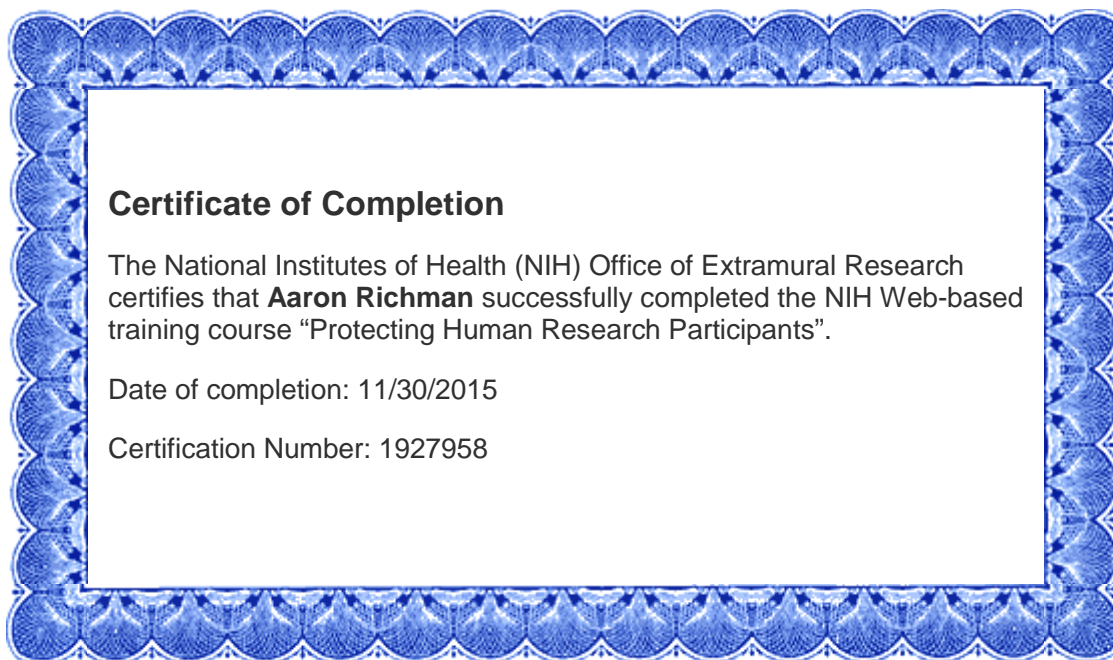 Certificate of Completion
The National Institutes of Health (NIH) Office of Extramural Research
certifies that Aaron Richman successfully completed the NIH Web-based
training course “Protecting Human Research Participants”.
Date of completion: 11/30/2015
Certification Number: 1927958